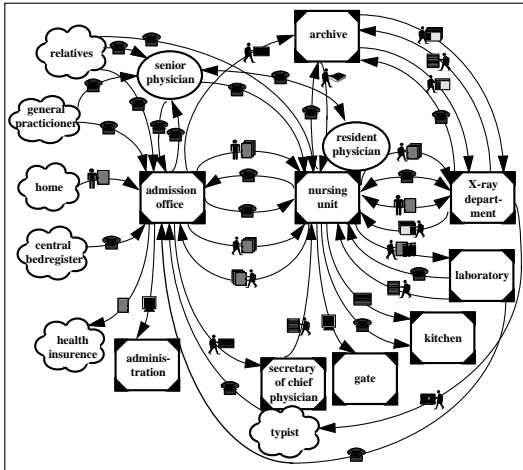 relatives
senior
physician
archive
general
practicioner
resident
physician
home
admission
office
nursing
unit
X-ray
depart-
ment
central
bedregister
laboratory
health
insurence
adminis-
tration
secretary
of chief
physician
gate
kitchen
typist